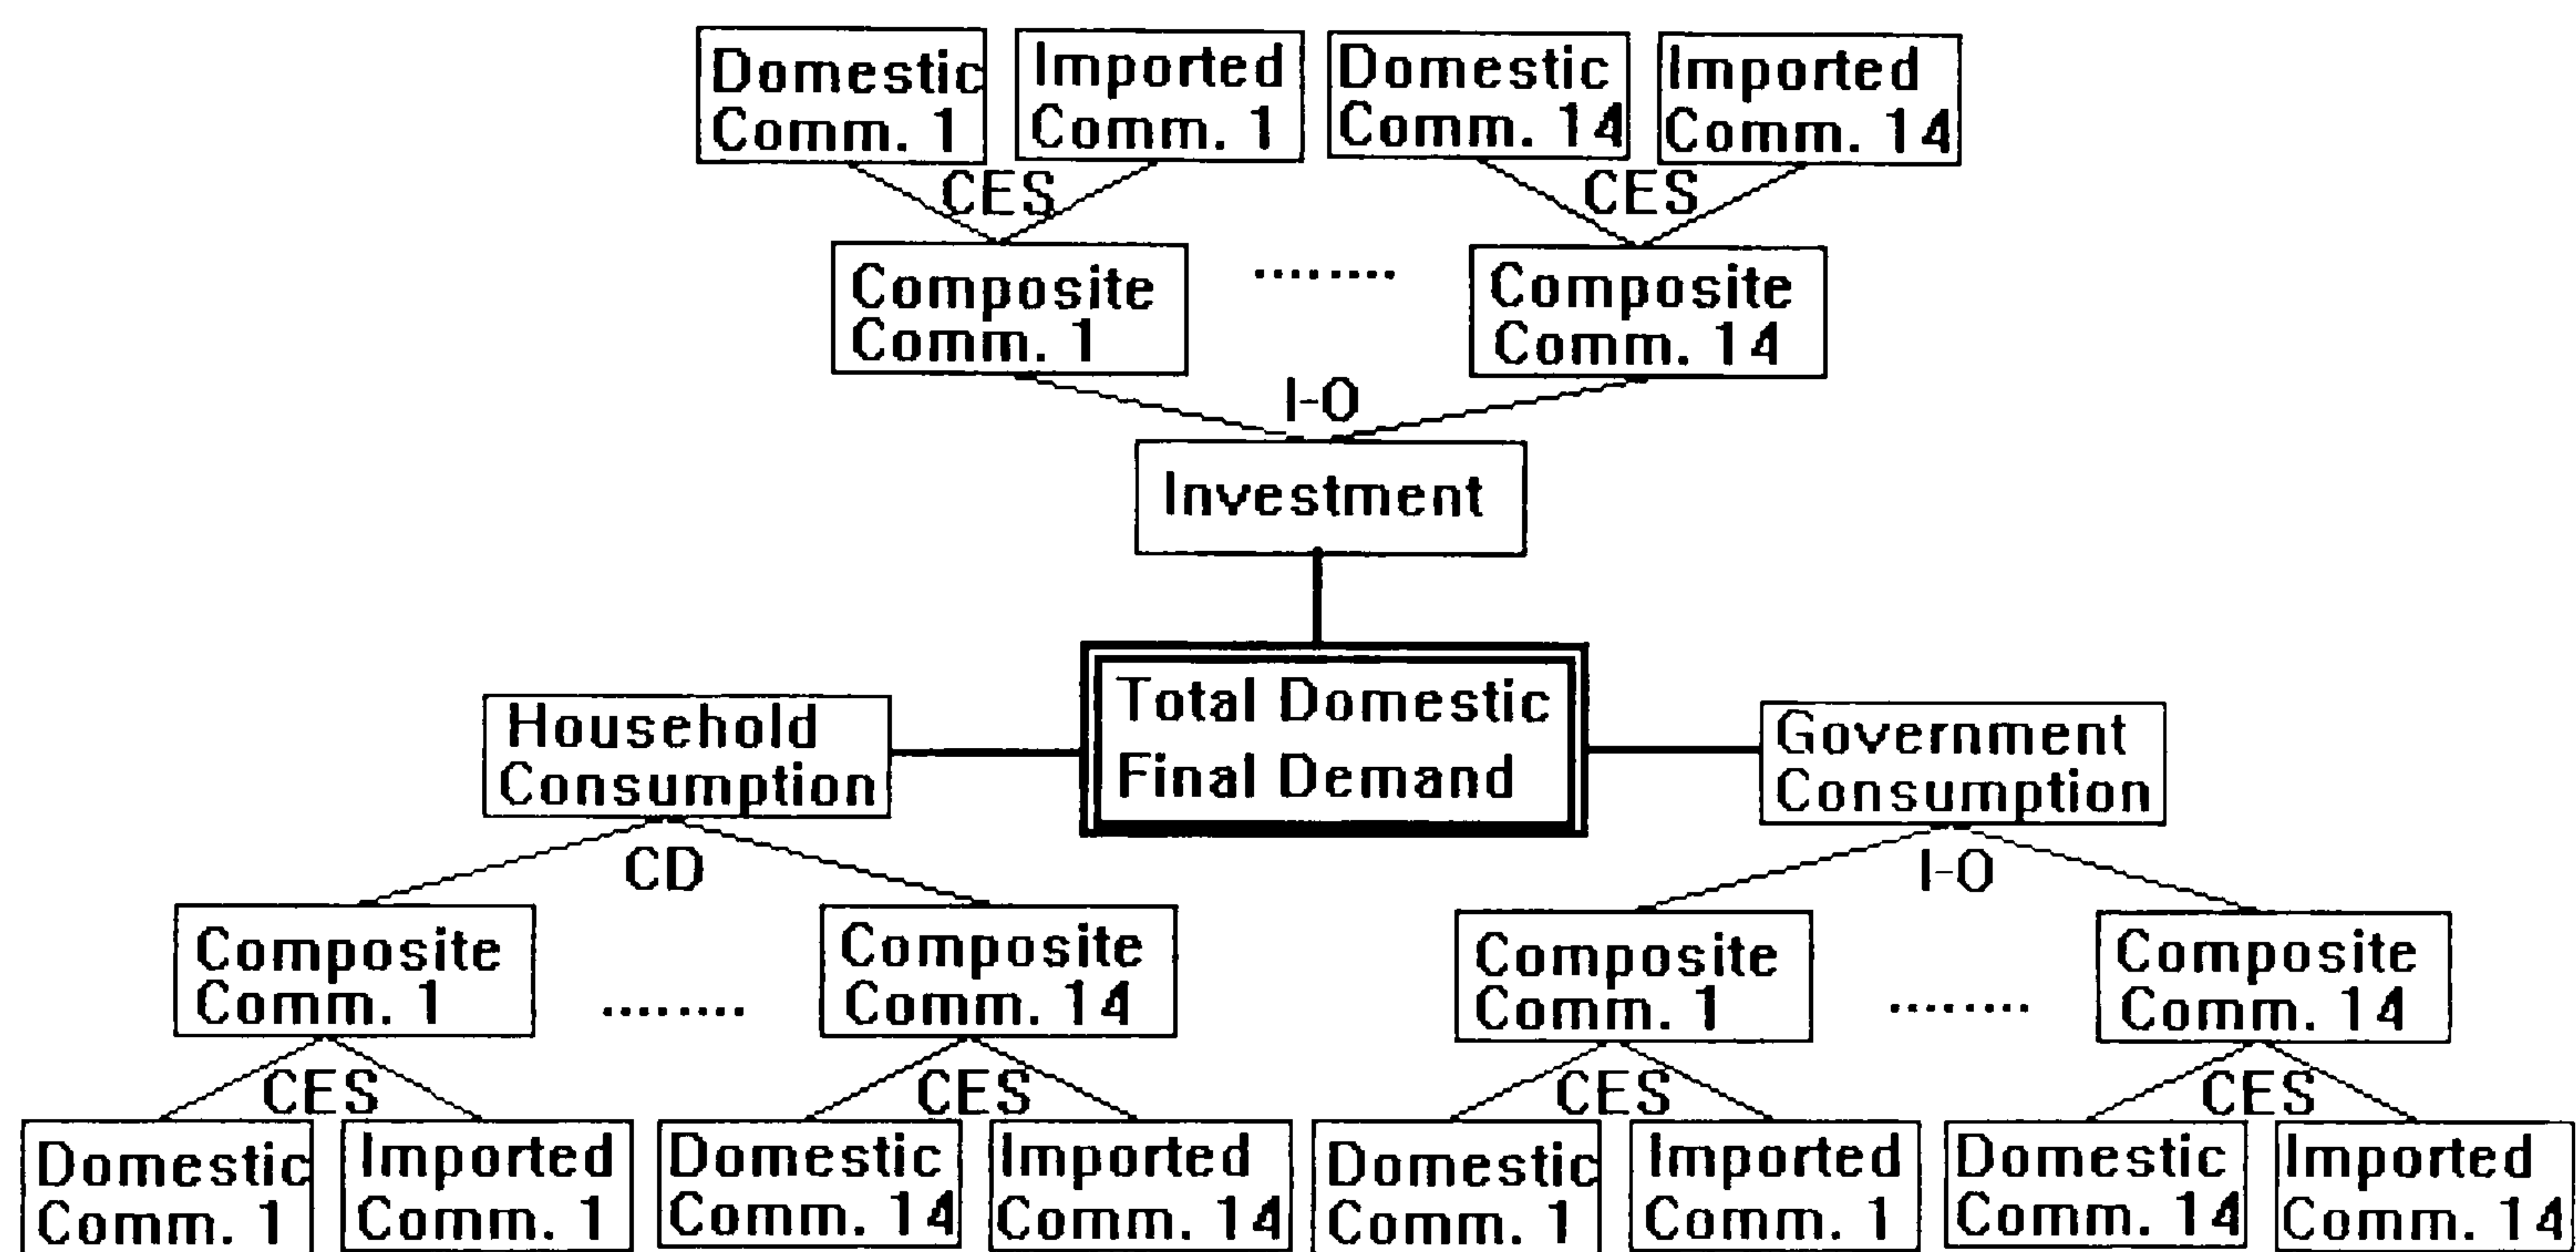 Domestic
Comm. 1
Imported
Comm. 1
Domestic
Comm. 14
Imported
Comm. 14
CES
CES
Composite
Comm. 1
........
Composite
Comm. 14
I-O
Investment
Total Domestic
Final Demand
Household
Consumption
Government
Consumption
CD
I-O
Composite
Comm. 1
........
Composite
Comm. 14
Composite
Comm. 1
........
Composite
Comm. 14
CES
CES
CES
CES
Domestic
Comm. 1
Imported
Comm. 1
Domestic
Comm. 14
Imported
Comm. 14
Domestic
Comm. 1
Imported
Comm. 1
Domestic
Comm. 14
Imported
Comm. 14